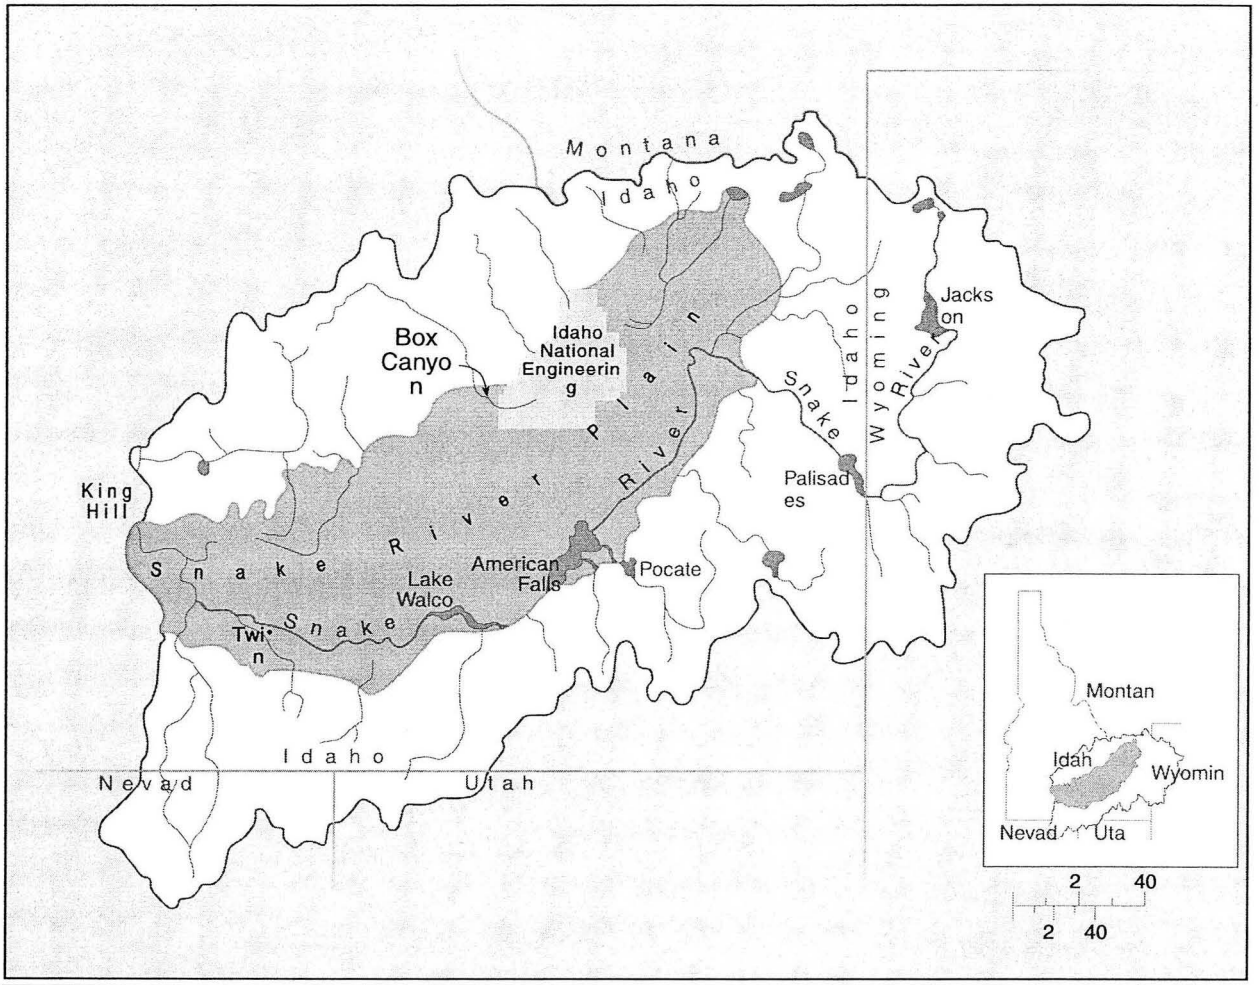 Montana
Idaho
Jacks
on
Idaho
Wyoming
Box
Canyo
n
Idaho
National
Engineerin
g
Snake River
Snake River Plain
Palisad
es
King
Hill
American
Falls
Pocate
Lake
Walco
Snake River
Twi
n
Idaho
Nevad/d
Utah
Montan
Idah
Wyomin
Nevad
Uta
2 40
2 40